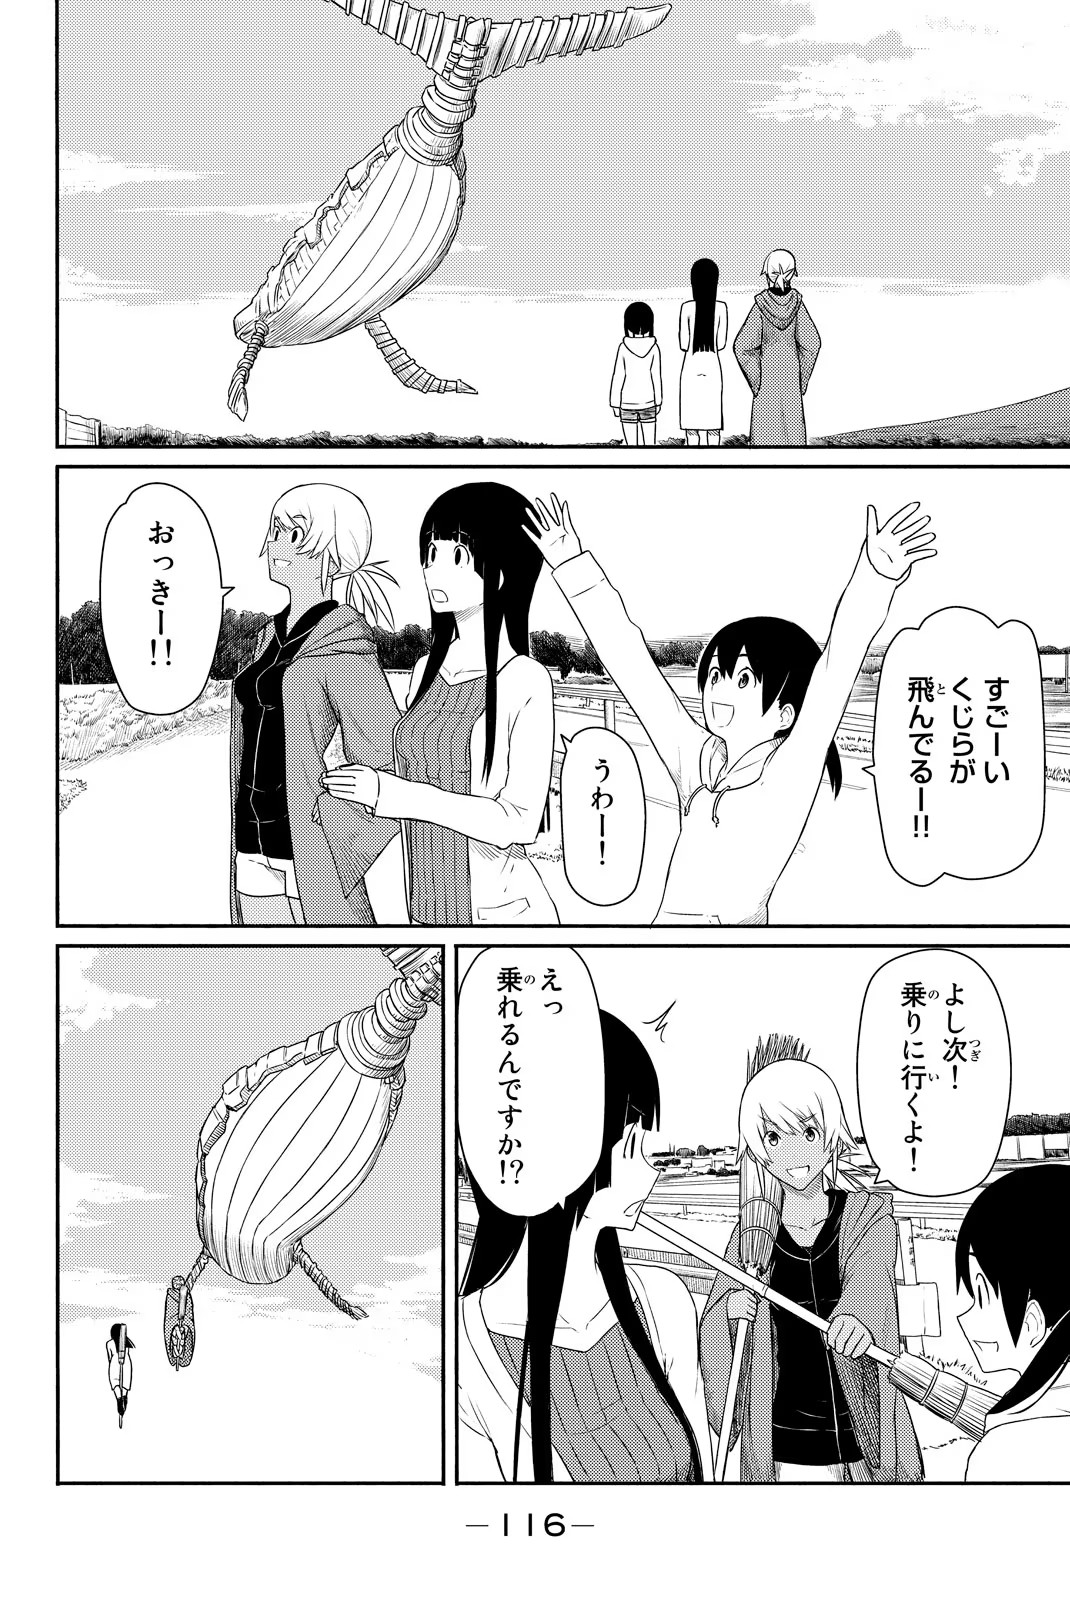 すごーい
くじらが
飛んでるー!!
うわー！
おっきー!!
よし次！
乗りに行くよ！
えっ
乗れるんですか!?
—116—